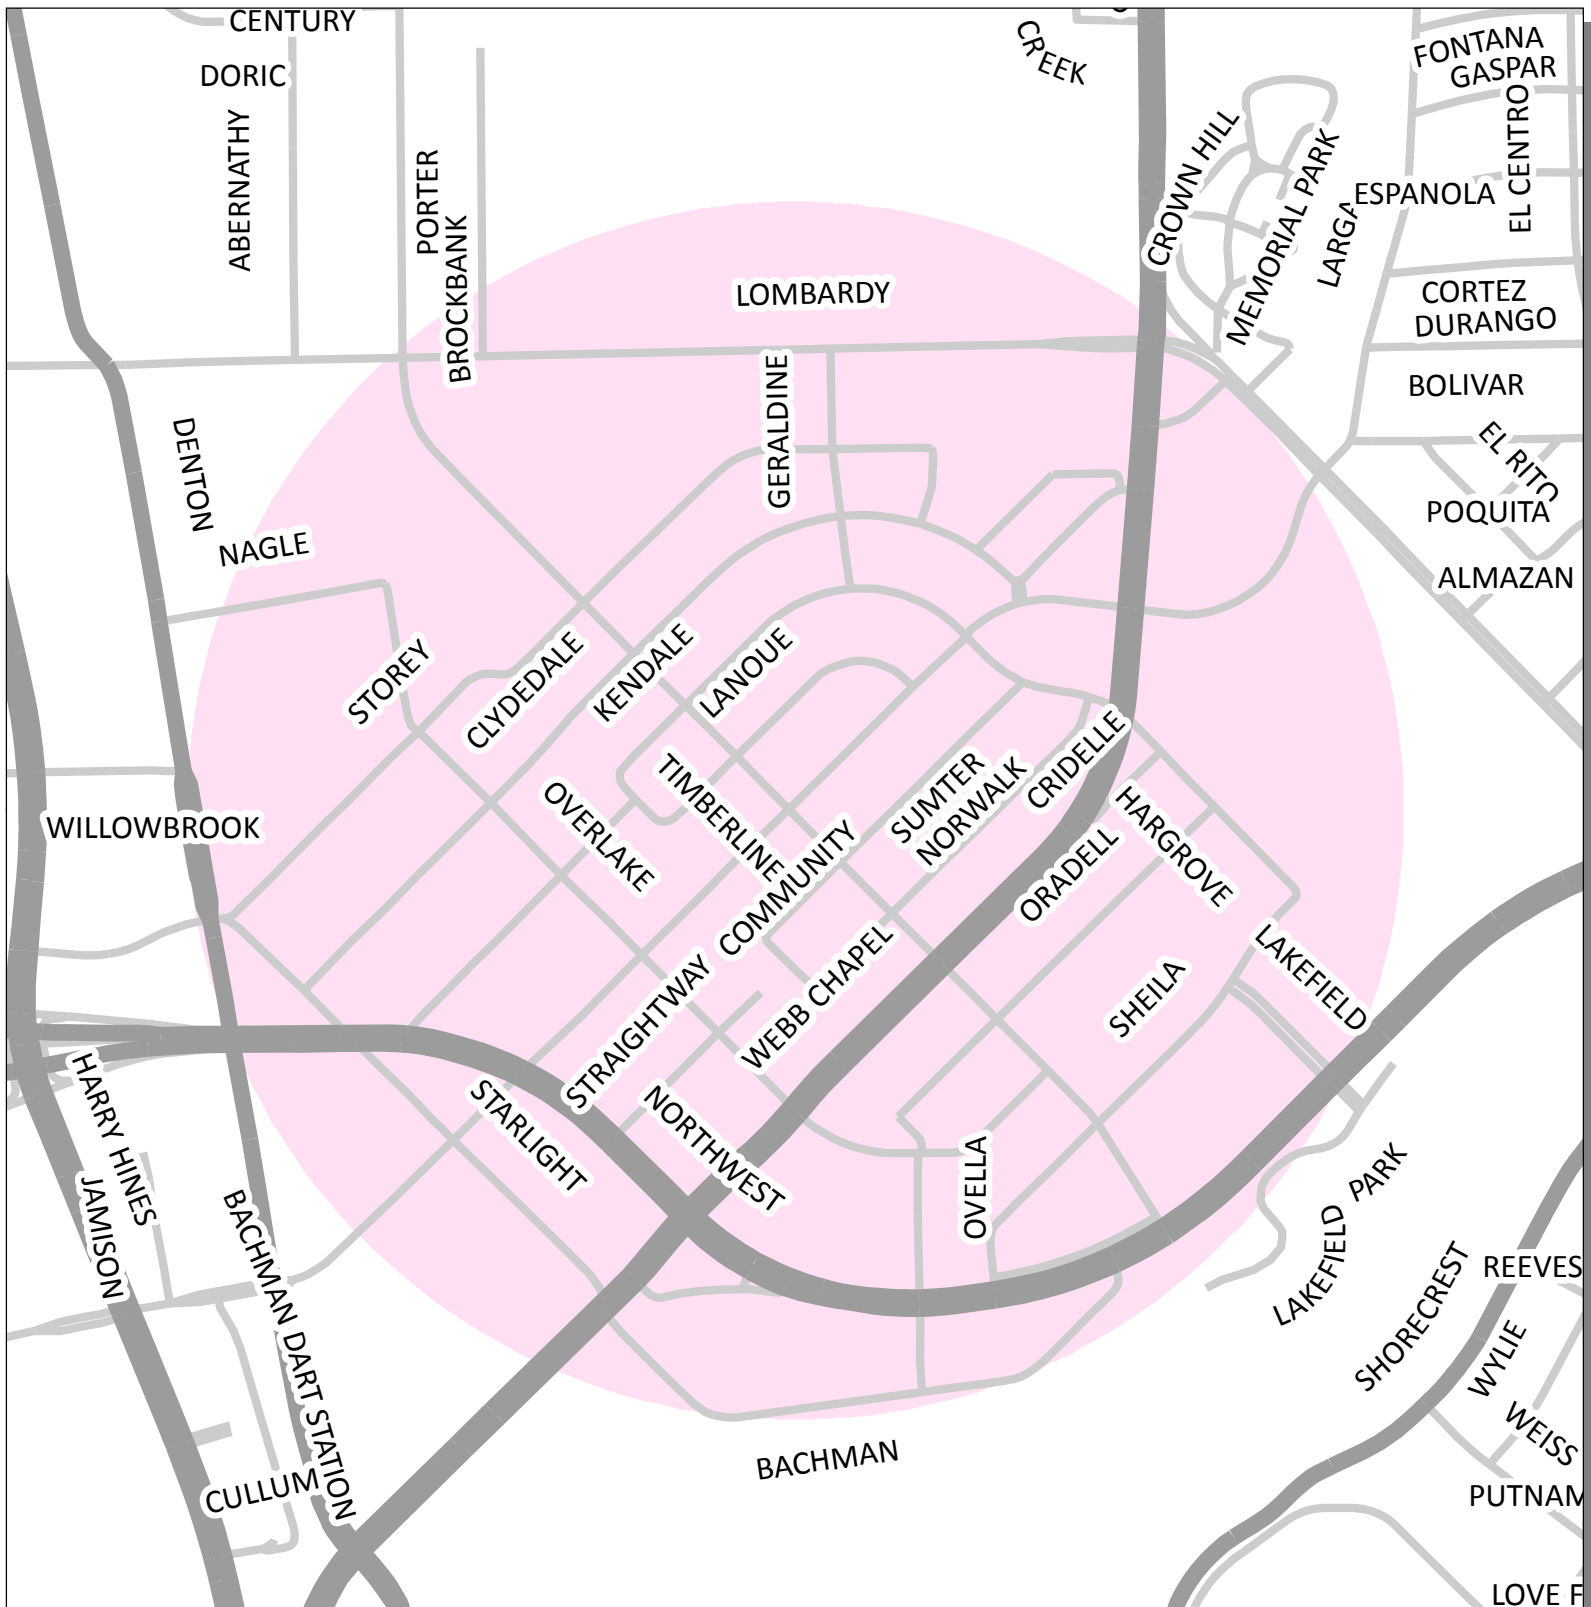 CENTURY
DORIC
ABERNATHY
PORTER
BROCKBANK
CREEK
CROWN HILL
MEMORIAL PARK
LARGA
FONTANA
GASPAR
EL CENTRO
ESPANOLA
CORTEZ
DURANGO
BOLIVAR
EL RITO
POQUITA
ALMAZAN
LOMBARDY
GERALDINE
DENTON
NAGLE
STOREY
CLYDEDALE
KENDALE
LANOUE
TIMBERLINE
OVERLAKE
COMMUNITY
SUMTER
NORWALK
CRIDELLE
HARGROVE
ORADELL
WILLOWBROOK
LAKEFIELD
SHEILA
WEBB CHAPEL
STRAIGHTWAY
STARLIGHT
NORTHWEST
OVELLA
HARRY HINES
JAMISON
BACHMAN DART STATION
LAKEFIELD PARK
SHORECREST
REEVES
WYLIE
WEISS
PUTNAM
CULLUM
BACHMAN
LOVE F